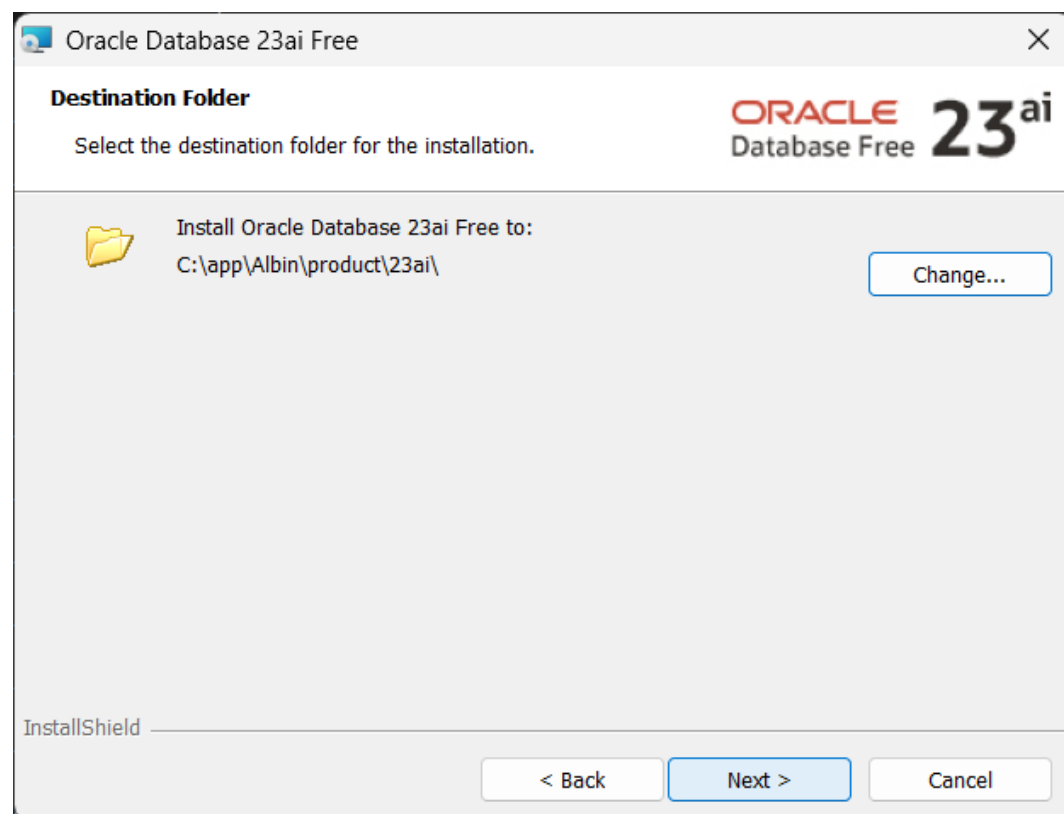 Oracle Database 23ai Free
Destination Folder
Select the destination folder for the installation.
ORACLE
Database Free 23ai
Install Oracle Database 23ai Free to:
C:\app\Albin\product\23ai\
Change...
InstallShield
< Back Next > Cancel